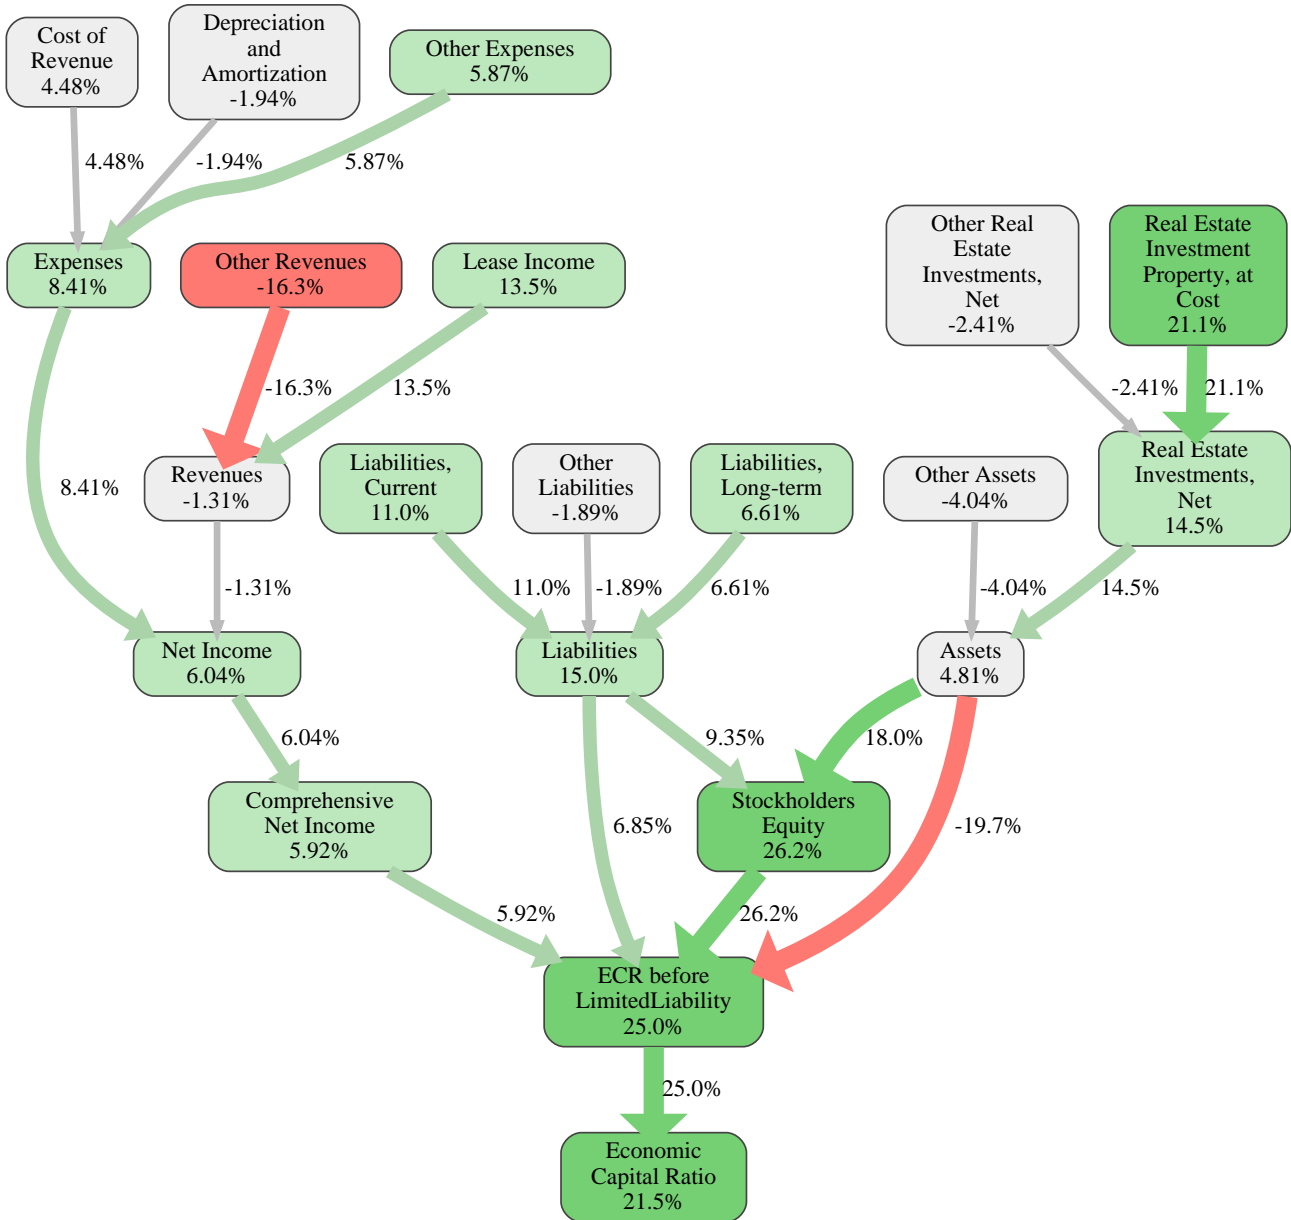 Cost of
Revenue
4.48%
Depreciation
and
Amortization
-1.94%
Other Expenses
5.87%
4.48%
-1.94%
5.87%
Expenses
8.41%
Other Revenues
-16.3%
Lease Income
13.5%
Other Real
Estate
Investments,
Net
-2.41%
Real Estate
Investment
Property, at
Cost
21.1%
-16.3%
13.5%
-2.41%
21.1%
8.41%
Revenues
-1.31%
Liabilities,
Current
11.0%
Other
Liabilities
-1.89%
Liabilities,
Long-term
6.61%
Other Assets
-4.04%
Real Estate
Investments,
Net
14.5%
-1.31%
11.0%
-1.89%
6.61%
-4.04%
14.5%
Net Income
6.04%
Liabilities
15.0%
Assets
4.81%
6.04%
9.35%
18.0%
Comprehensive
Net Income
5.92%
6.85%
Stockholders
Equity
26.2%
-19.7%
5.92%
26.2%
ECR before
LimitedLiability
25.0%
25.0%
Economic
Capital Ratio
21.5%